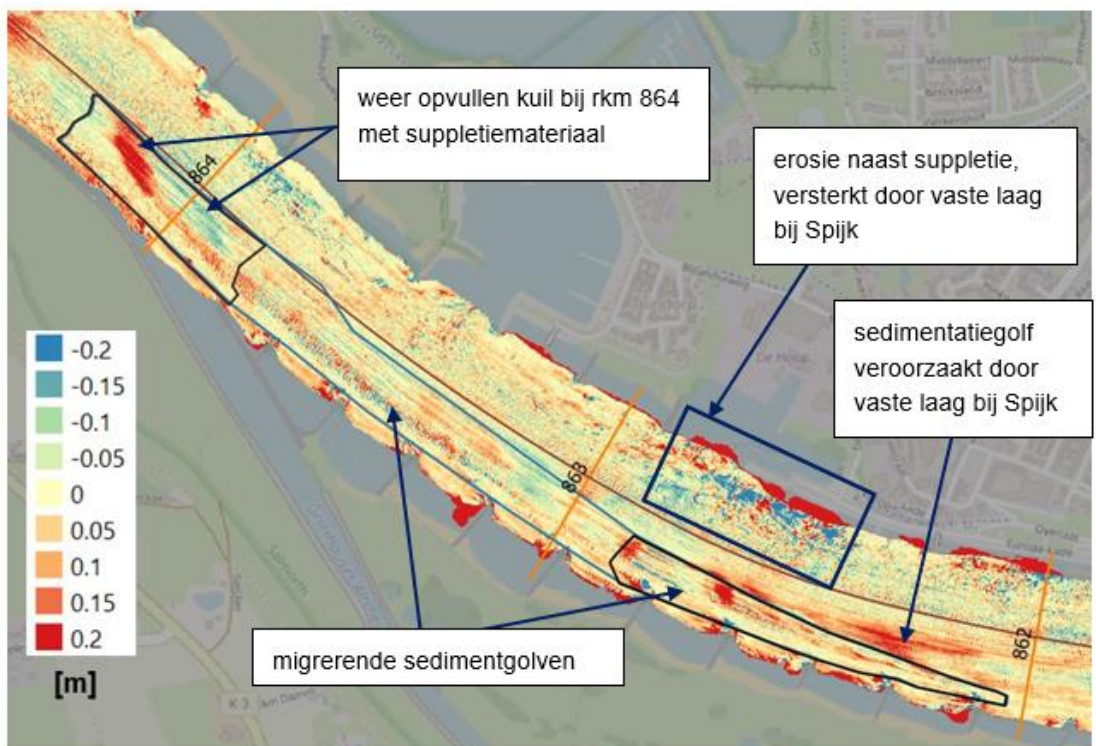 weer opvullen kuil bij rkm 864
met suppletiemateriaal
erosie naast suppletie,
versterkt door vaste laag
bij Spijk
sedimentatiegolf
veroorzaakt door
vaste laag bij Spijk
864
863
862
-0.2
-0.15
-0.1
-0.05
0
0.05
0.1
0.15
0.2
[m]
migrerende sedimentgolven
K 3